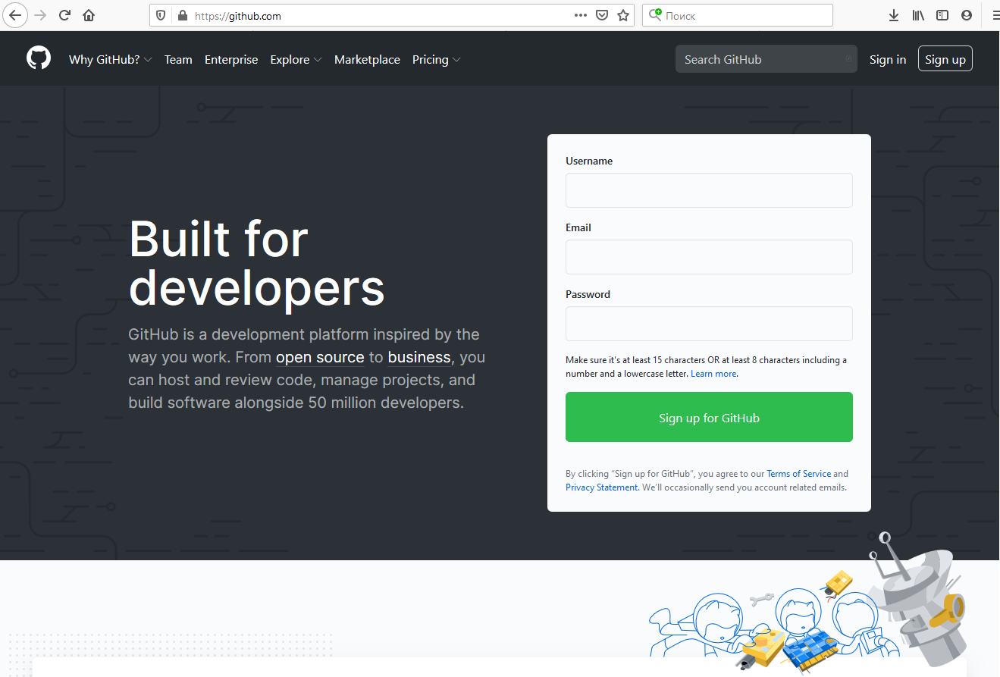 https://github.com
Поиск
Why GitHub?
Team
Enterprise
Explore
Marketplace
Pricing
Search GitHub
Sign in
Sign up
Built for
developers
GitHub is a development platform inspired by the
way you work. From open source to business, you
can host and review code, manage projects, and
build software alongside 50 million developers.
Username
Email
Password
Make sure it's at least 15 characters OR at least 8 characters including a
number and a lowercase letter. Learn more.
Sign up for GitHub
By clicking “Sign up for GitHub”, you agree to our Terms of Service and
Privacy Statement. We’ll occasionally send you account related emails.